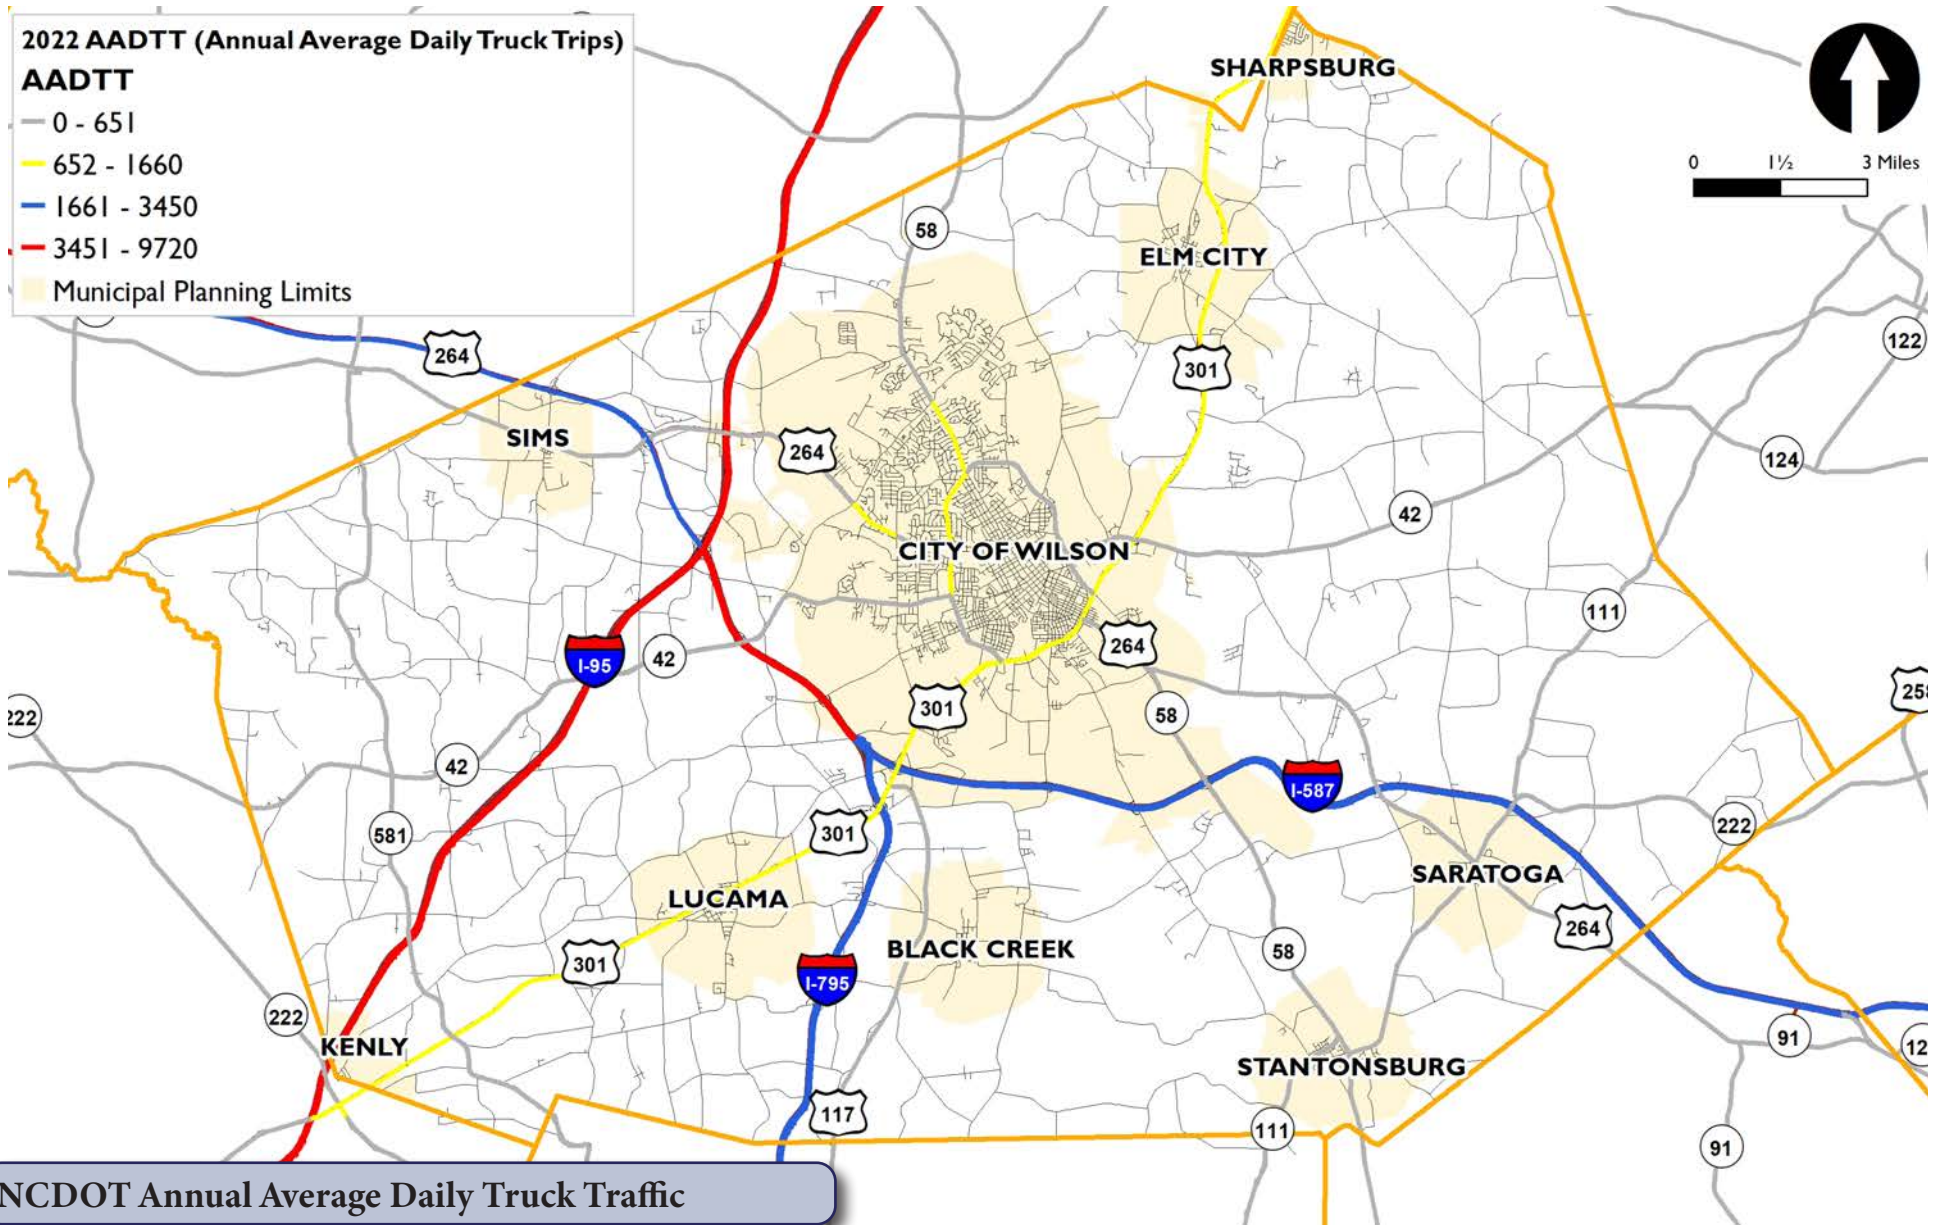 2022 AADTT (Annual Average Daily Truck Trips)
AADTT
0 - 651
652 - 1660
1661 - 3450
3451 - 9720
Municipal Planning Limits
SHARPSBURG
0 1½ 3 Miles
58
ELM CITY
122
264
301
SIMS
264
124
42
CITY OF WILSON
111
I-95
42
264
258
222
301
58
42
I-587
301
581
222
SARATOGA
LUCAMA
264
BLACK CREEK
58
301
I-795
222
91
12
KENLY
STANTONSBURG
117
111
91
NCDOT Annual Average Daily Truck Traffic